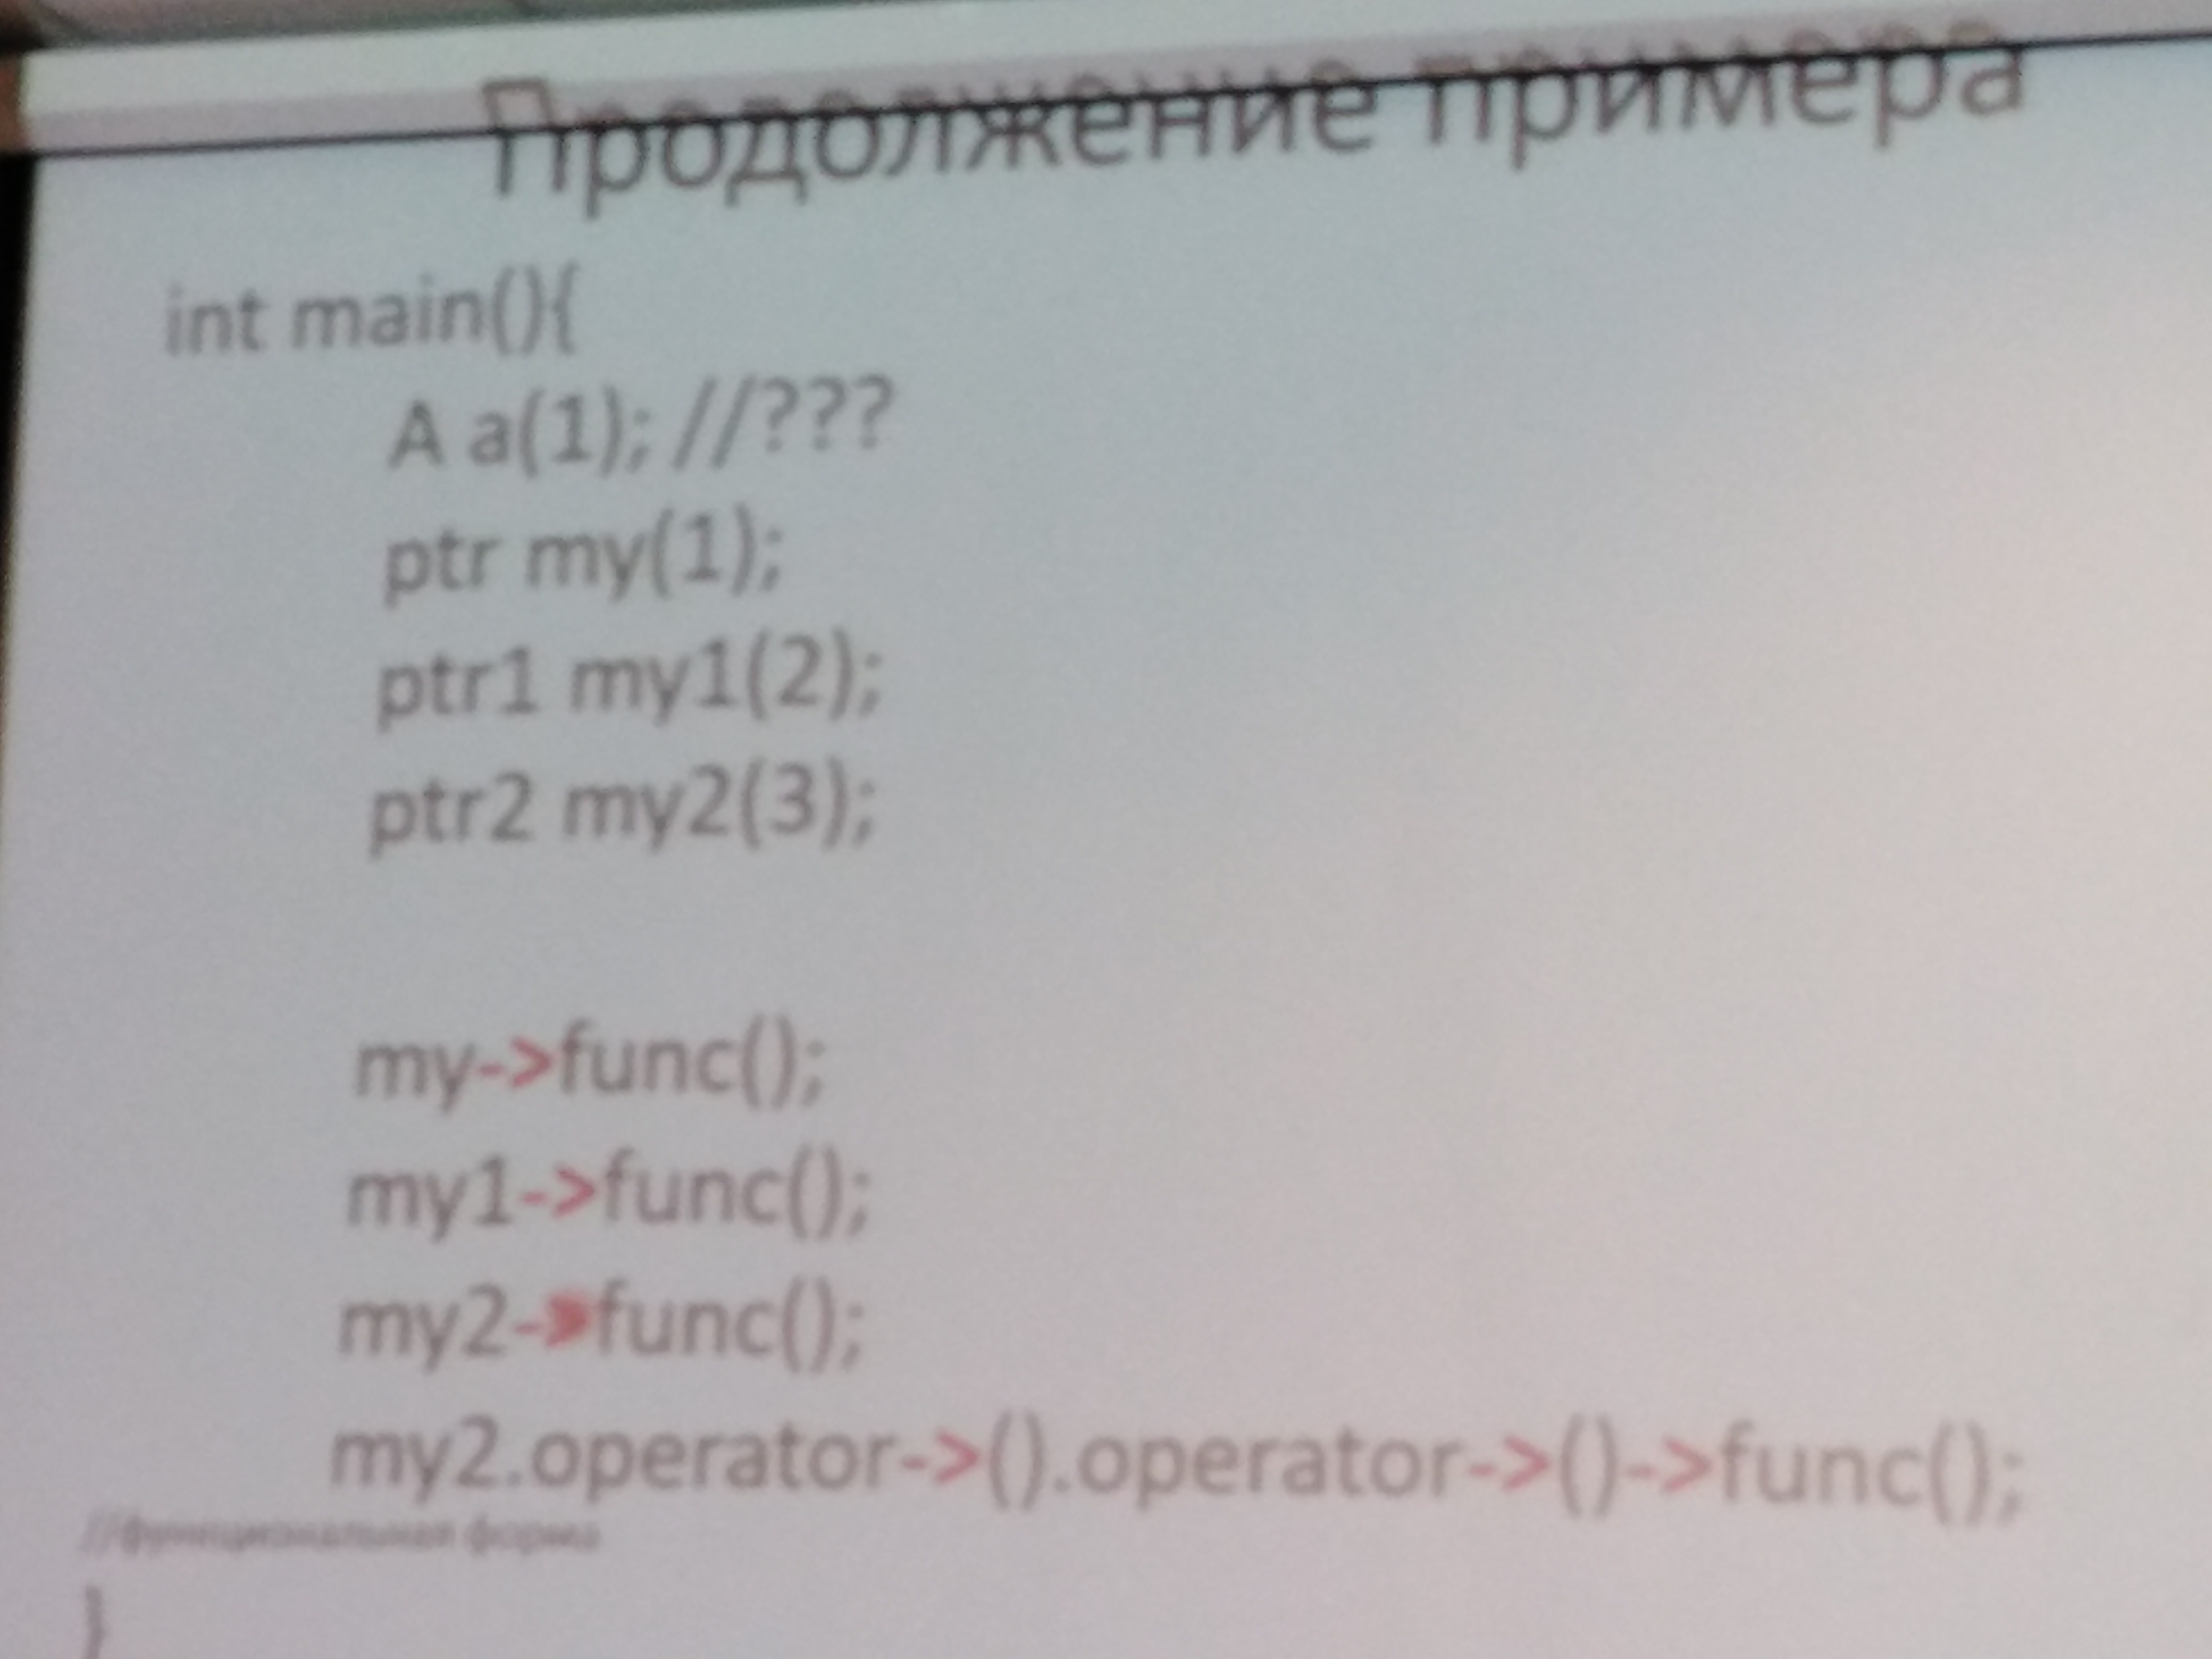 Продолжение примера
int main(){
A a(1); //???
ptr my(1);
ptr1 my1(2);
ptr2 my2(3);
my->func();
my1->func();
my2->func();
my2.operator->().operator->()->func();
//функциональная форма
}